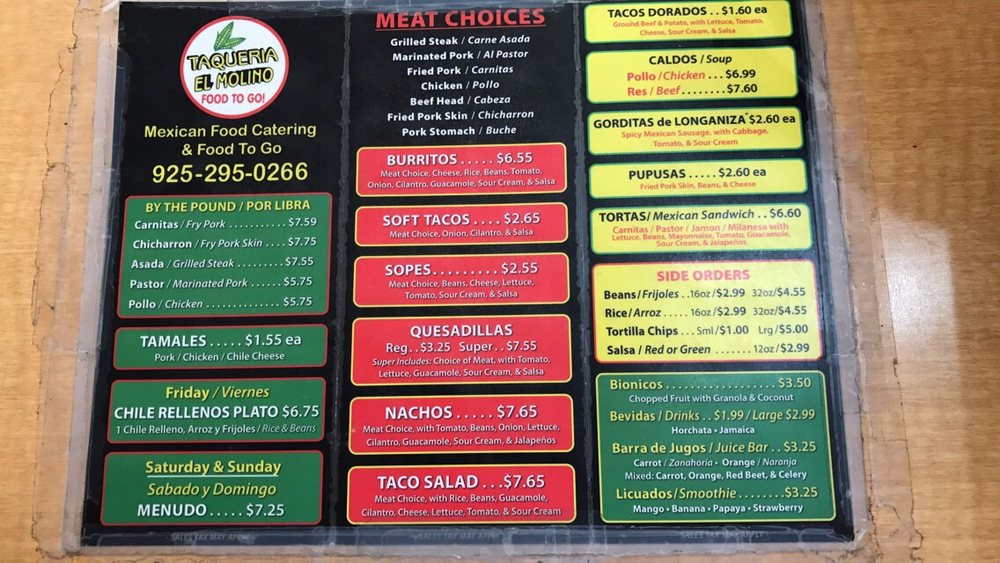 TAQUERIA
EL MOLINO
FOOD TO GO!
Mexican Food Catering
& Food To Go
925-295-0266
BY THE POUND / POR LIBRA
Carnitas / Fry Pork ........... $7.59
Chicharron / Fry Pork Skin .... $7.75
Asada / Grilled Steak ......... $7.55
Pastor / Marinated Pork ...... $5.75
Pollo / Chicken .............. $5.75
TAMALES ..... $1.55 ea
Pork / Chicken / Chile Cheese
Friday / Viernes
CHILE RELLENOS PLATO $6.75
1 Chile Relleno, Arroz y Frijoles / Rice & Beans
Saturday & Sunday
Sabado y Domingo
MENUDO ..... $7.25
SALES TAX MAY APPLY
MEAT CHOICES
Grilled Steak / Carne Asada
Marinated Pork / Al Pastor
Fried Pork / Carnitas
Chicken / Pollo
Beef Head / Cabeza
Fried Pork Skin / Chicharron
Pork Stomach / Buche
BURRITOS ..... $6.55
Meat Choice, Cheese, Rice, Beans, Tomato,
Onion, Cilantro, Guacamole, Sour Cream, & Salsa
SOFT TACOS .... $2.65
Meat Choice, Onion, Cilantro, & Salsa
SOPES ......... $2.55
Meat Choice, Beans, Cheese, Lettuce,
Tomato, Sour Cream, & Salsa
QUESADILLAS
Reg. . $3.25 Super. . $7.55
Super Includes: Choice of Meat, with Tomato,
Lettuce, Guacamole, Sour Cream, & Salsa
NACHOS ..... $7.65
Meat Choice, with Tomato, Beans, Onion, Lettuce,
Cilantro, Guacamole, Sour Cream, & Jalapeños
TACO SALAD ... $7.65
Meat Choice, with Rice, Beans, Guacamole,
Cilantro, Cheese, Lettuce, Tomato, & Sour Cream
SALES TAX MAY APPLY
TACOS DORADOS .. $1.60 ea
Ground Beef & Potato, with Lettuce, Tomato,
Cheese, Sour Cream, & Salsa
CALDOS / Soup
Pollo / Chicken ... $6.99
Res / Beef ........ $7.60
GORDITAS de LONGANIZA $2.60 ea
Spicy Mexican Sausage, with Cabbage,
Tomato, & Sour Cream
PUPUSAS ..... $2.60 ea
Fried Pork Skin, Beans, & Cheese
TORTAS / Mexican Sandwich .. $6.60
Carnitas / Pastor / Jamon / Milanesa with
Lettuce, Beans, Mayonnaise, Tomato, Guacamole,
Sour Cream, & Jalapeños
SIDE ORDERS
Beans / Frijoles .. 16oz / $2.99 32oz / $4.55
Rice / Arroz ..... 16oz / $2.99 32oz / $4.55
Tortilla Chips ... Sml / $1.00 Lrg / $5.00
Salsa / Red or Green ....... 12oz / $2.99
Bionicos .................. $3.50
Chopped Fruit with Granola & Coconut
Bevidas / Drinks .. $1.99 / Large $2.99
Horchata • Jamaica
Barra de Jugos / Juice Bar .. $3.25
Carrot / Zanahoria • Orange / Naranja
Mixed: Carrot, Orange, Red Beet, & Celery
Licuados / Smoothie ........ $3.25
Mango • Banana • Papaya • Strawberry
SALES TAX MAY APPLY